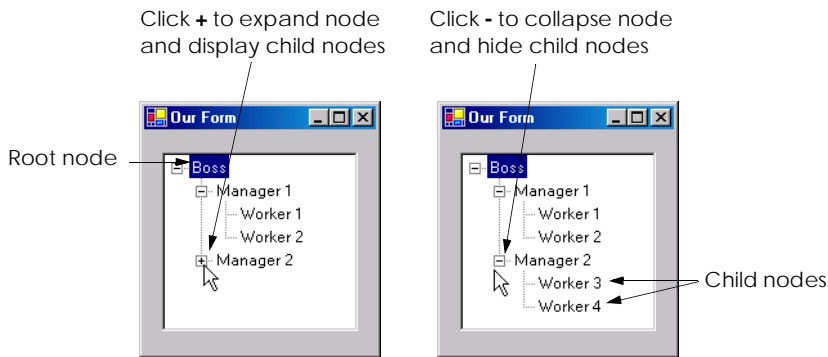 Click + to expand node
and display child nodes
Click - to collapse node
and hide child nodes
Our Form
Root node
Boss
Manager 1
Worker 1
Worker 2
Manager 2
Our Form
Boss
Manager 1
Worker 1
Worker 2
Manager 2
Worker 3
Worker 4
Child nodes